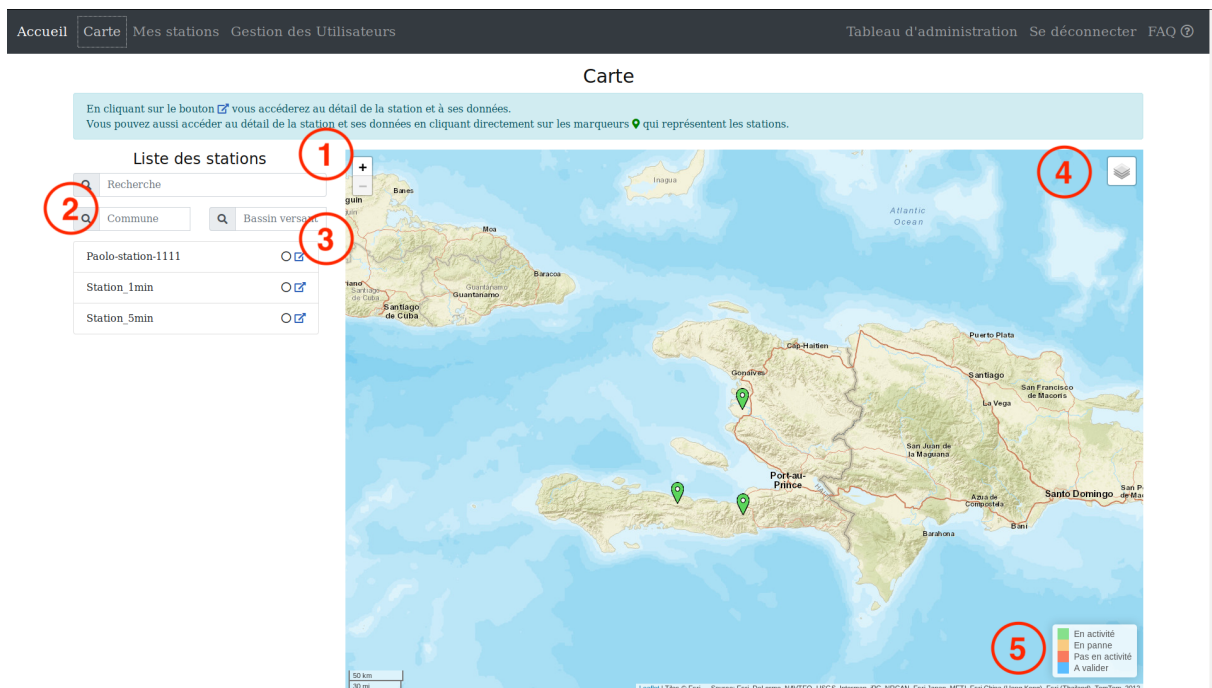 Accueil Carte Mes stations Gestion des Utilisateurs Tableau d'administration Se déconnecter FAQ
Carte
En cliquant sur le bouton vous accéderez au détail de la station et à ses données.
Vous pouvez aussi accéder au détail de la station et ses données en cliquant directement sur les marqueurs qui représentent les stations.
Liste des stations
1
Recherche
2
Commune
Bassin versant
3
Paolo-station-1111
Station_1min
Station_5min
+
−
4
Inagua
Banes
Atlantic
Ocean
Moa
Baracoa
Santiago
de Cuba
Guantánamo
Guantanamo
Santiago
de Cuba
Puerto Plata
Cap-Haïtien
Gonaïves
Santiago
San Francisco
de Macoris
La Vega
San Juan de
la Maguana
Port-au-
Prince
Azua de
Compostela
Santo Domingo
Bani
Barahona
5
En activité
En panne
Pas en activité
A valider
50 km
30 mi